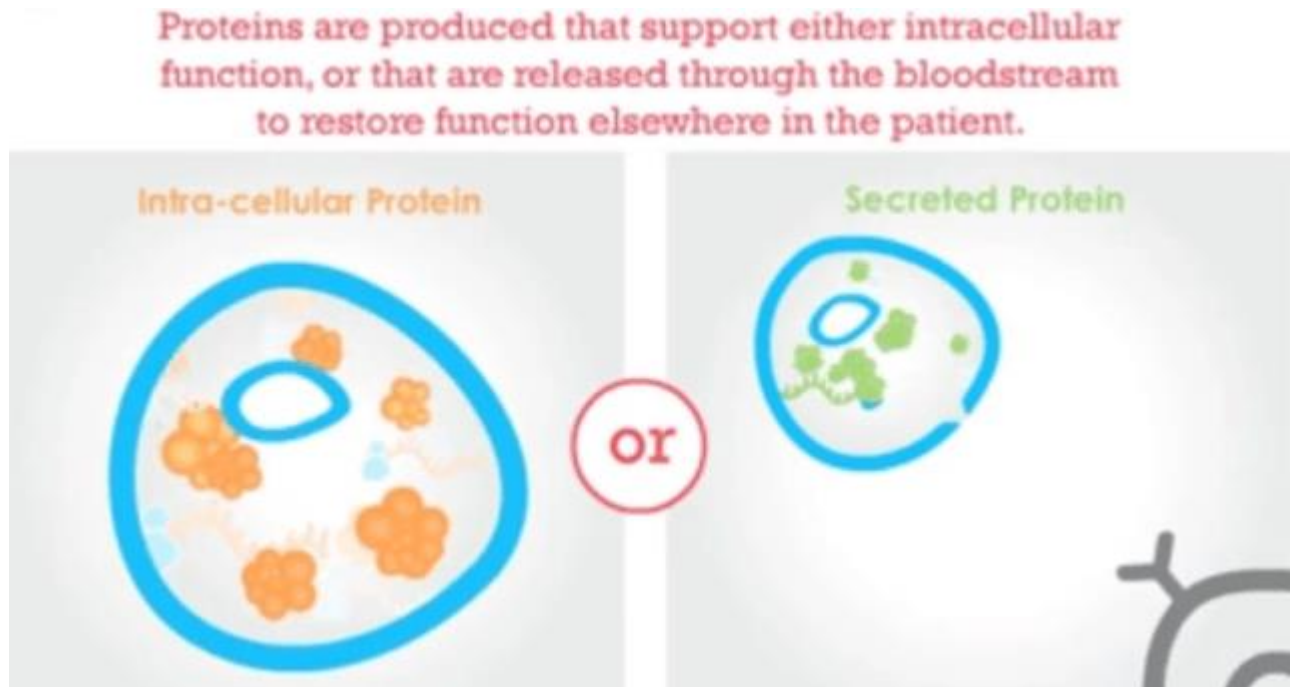 Proteins are produced that support either intracellular
function, or that are released through the bloodstream
to restore function elsewhere in the patient.
Intra-cellular Protein
Secreted Protein
or